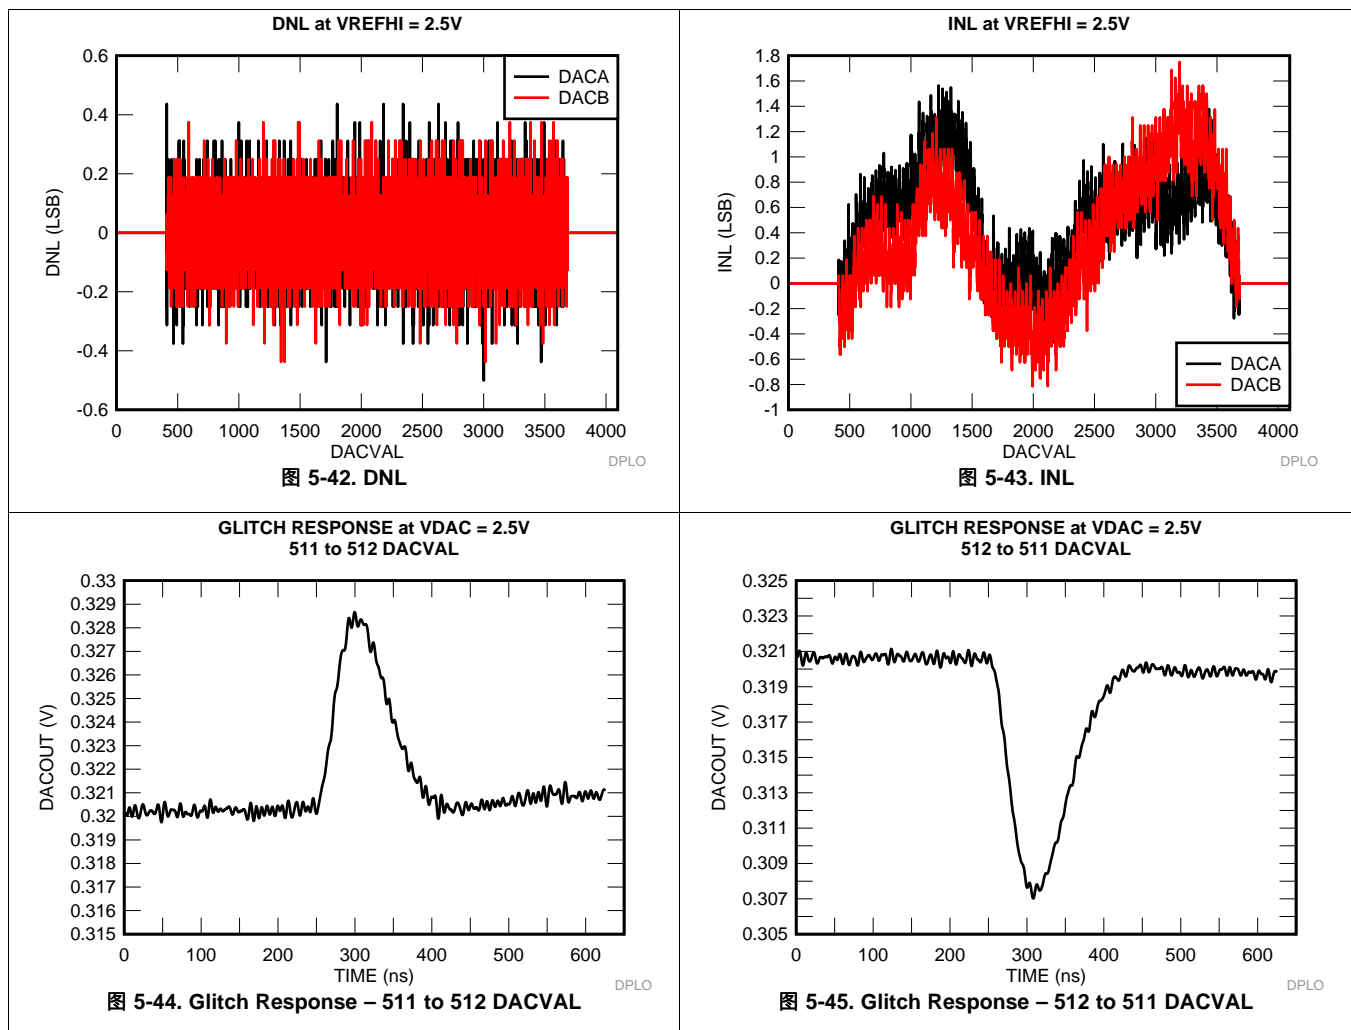 DNL at VREFHI = 2.5V
0.6
0.4
0.2
0
-0.2
-0.4
-0.6
DNL (LSB)
DACA
DACB
0 500 1000 1500 2000 2500 3000 3500 4000
DACVAL
DPLO
图 5-42. DNL
INL at VREFHI = 2.5V
1.8
1.6
1.4
1.2
1
0.8
0.6
0.4
0.2
0
-0.2
-0.4
-0.6
-0.8
-1
INL (LSB)
DACA
DACB
0 500 1000 1500 2000 2500 3000 3500 4000
DACVAL
DPLO
图 5-43. INL
GLITCH RESPONSE at VDAC = 2.5V
511 to 512 DACVAL
0.33
0.329
0.328
0.327
0.326
0.325
0.324
0.323
0.322
0.321
0.32
0.319
0.318
0.317
0.316
0.315
DACOUT (V)
0 100 200 300 400 500 600
TIME (ns)
DPLO
图 5-44. Glitch Response – 511 to 512 DACVAL
GLITCH RESPONSE at VDAC = 2.5V
512 to 511 DACVAL
0.325
0.323
0.321
0.319
0.317
0.315
0.313
0.311
0.309
0.307
0.305
DACOUT (V)
0 100 200 300 400 500 600
TIME (ns)
DPLO
图 5-45. Glitch Response – 512 to 511 DACVAL